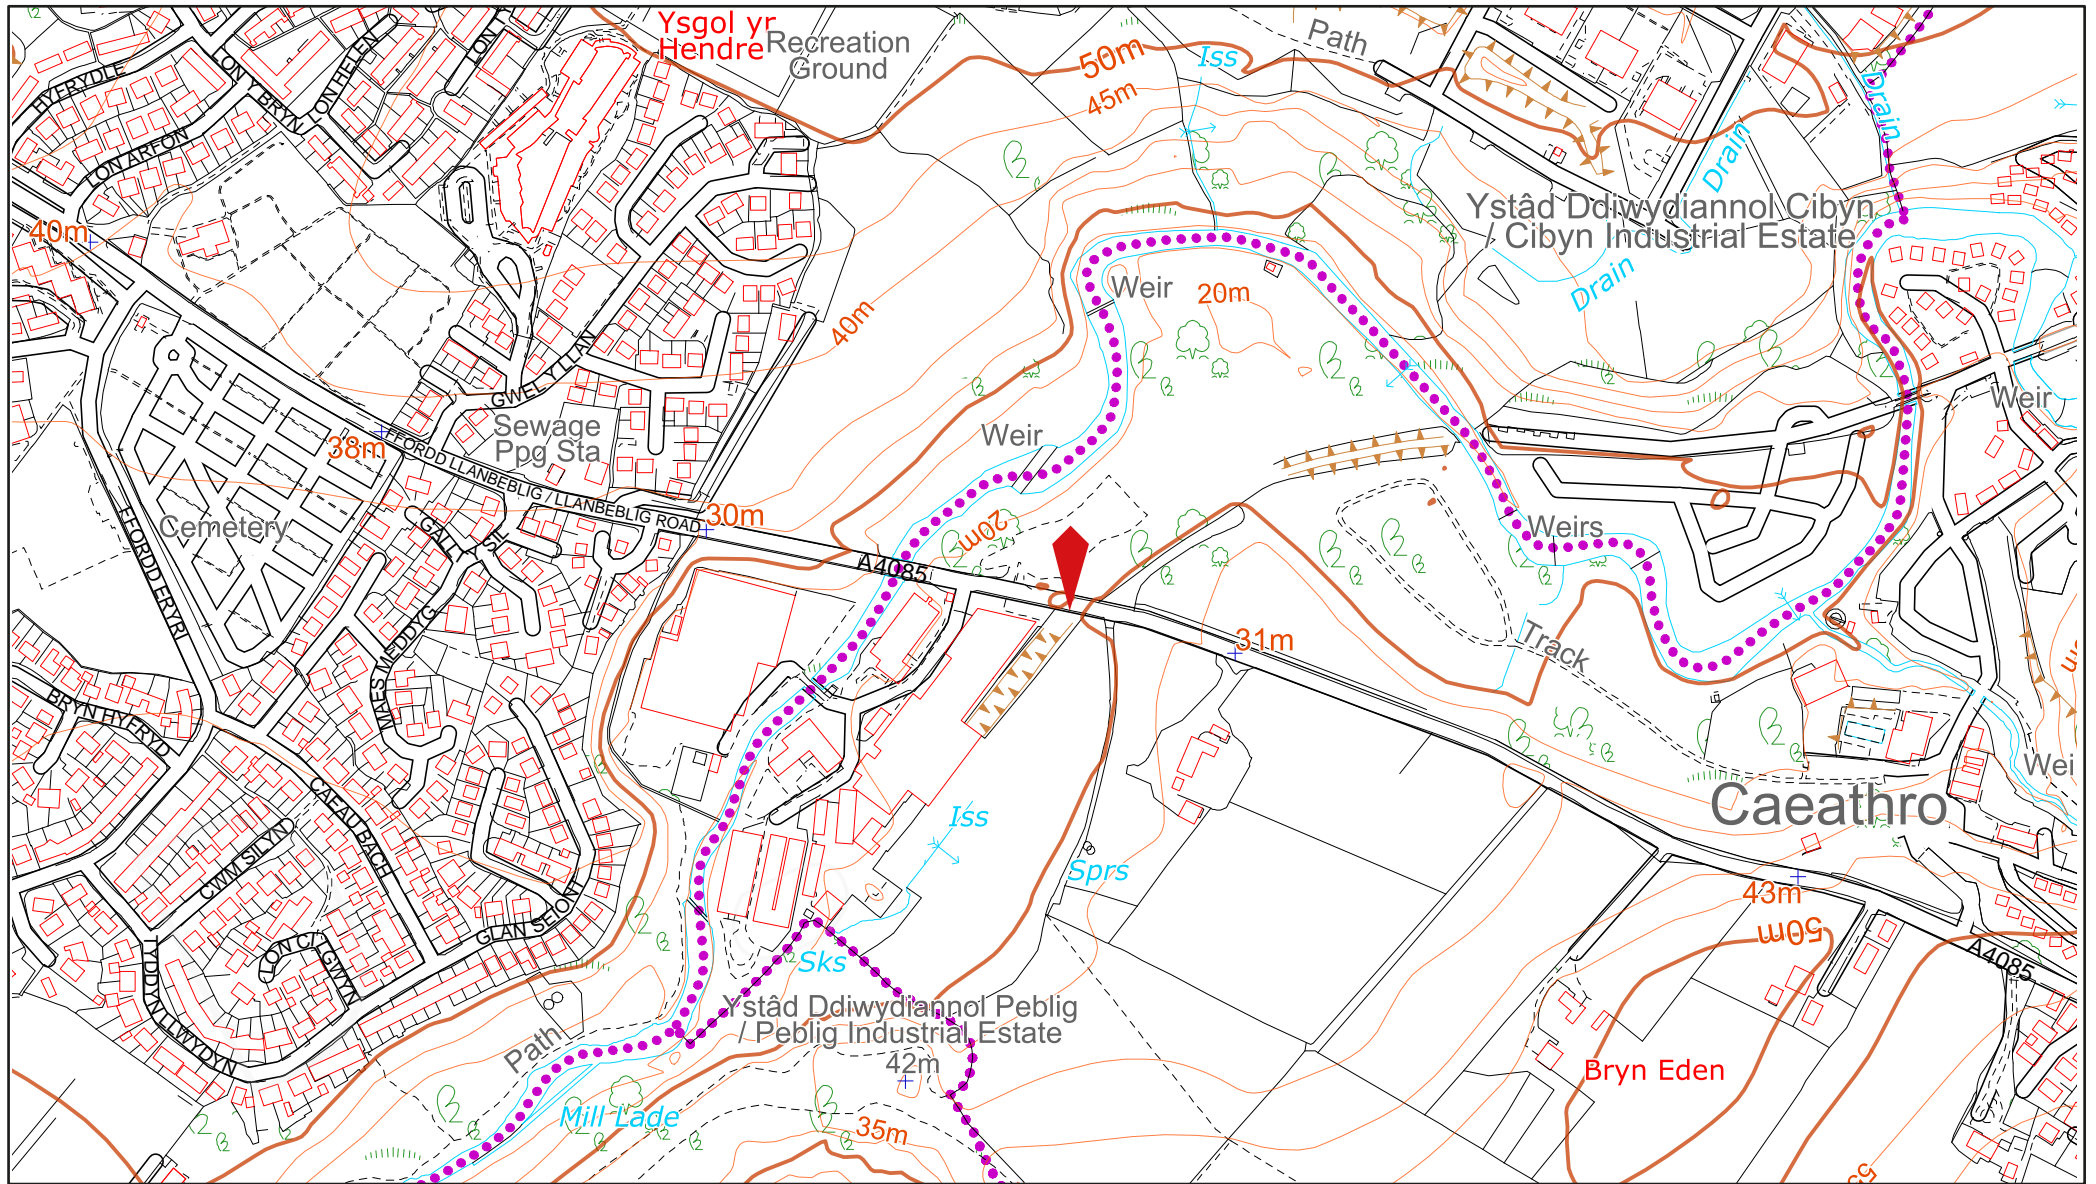 Ysgol yr
Hendre
Recreation
Ground
50m
45m
Iss
Path
Drain
Drain
Drain
Ystâd Ddiwydiannol Cibyn
/ Cibyn Industrial Estate
HYFRYDLE
LON Y BRYN
LON HELEN
LON ARFON
40m
Weir
20m
40m
GWEL Y LLAN
Sewage
Ppg Sta
38m
FFORDD LLANBEBLIG / LLANBEBLIG ROAD
30m
Weir
Weir
20m
Weirs
Cemetery
FFORDD ERYRI
A4085
31m
Track
MAES MEDDYG
BRYN HYFRYD
CAEAU BACH
CWM SILYN
GLAN SEIONT
TYDDYN LLWYDYN
Caeathro
Wei
Iss
Sprs
43m
50m
A4085
Sks
Ystâd Ddiwydiannol Peblig
/ Peblig Industrial Estate
42m
Path
Mill Lade
35m
Bryn Eden